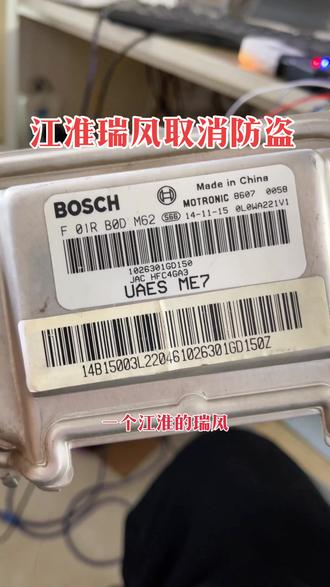 江淮瑞风取消防盗
Made in China
BOSCH
MOTRONIC 8607 0058
F 01R B0D M62 566 14-11-15 0L0WA221V1
1026301GD150
JAC HFC4GA3
UAES ME7
14B15003L220461026301GD150Z
一个江淮的瑞风